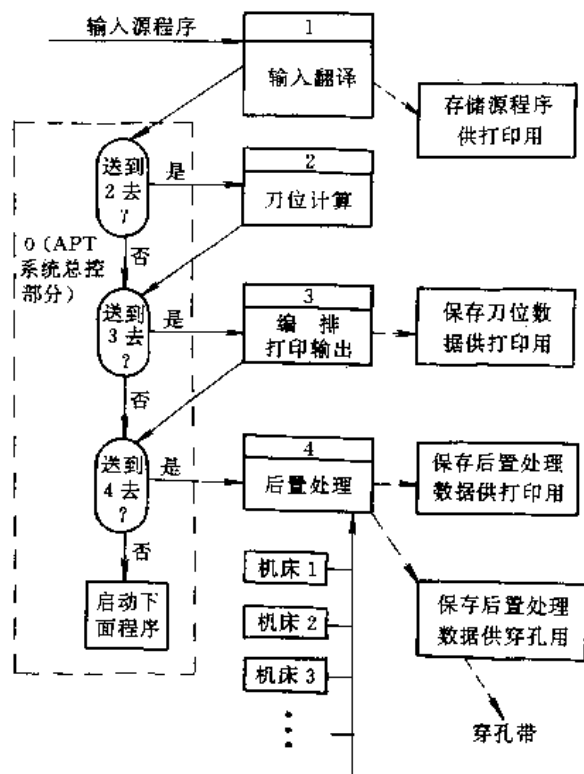 输入源程序
1
输入翻译
存储源程序
供打印用
送到
2去
?
是
2
刀位计算
0（APT
系统总控
部分）
否
送到
3去
?
是
3
编 排
打印输出
保存刀位数
据供打印用
否
送到
4去
?
是
4
后置处理
保存后置处理
数据供打印用
否
启动下
面程序
机床1
机床2
机床3
保存后置处理
数据供穿孔用
穿孔带